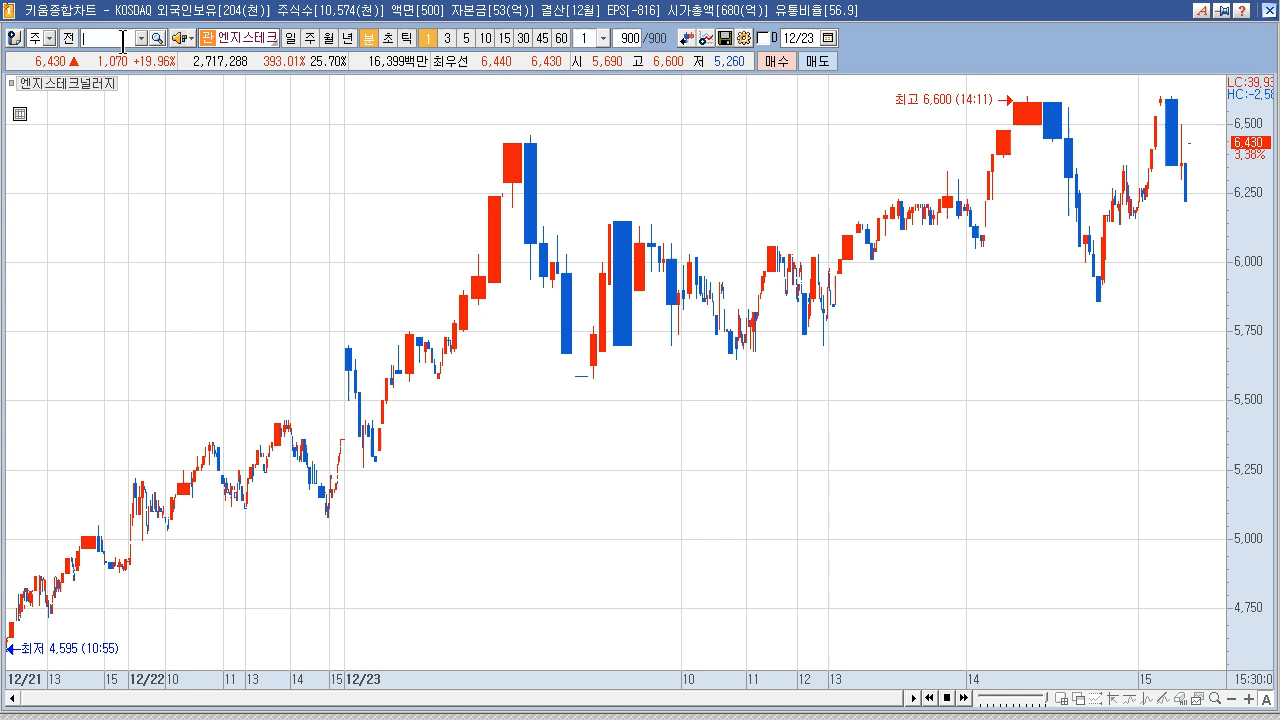 키움종합차트 - KOSDAQ 외국인보유[204(천)] 주식수[10,574(천)] 액면[500] 자본금[53(억)] 결산[12월] EPS[-816] 시가총액[680(억)] 유통비율[56.9]
주 전 관 엔지스테크 일 주 월 년 분 초 틱 1 3 5 10 15 30 45 60 1 900 /900 D 12/23
6,430 ▲ 1,070 +19.96% 2,717,288 393.01% 25.70% 16,399백만 최우선 6,440 6,430 시 5,690 고 6,600 저 5,260 매수 매도
엔지스테크널러지
LC:39,93
HC:-2,58
최고 6,600 (14:11)
6,500
6,430
3,38%
6,250
6,000
5,750
5,500
5,250
5,000
4,750
최저 4,595 (10:55)
12/21 13 15 12/22 10 11 13 14 15 12/23 10 11 12 13 14 15 15:30:0
A